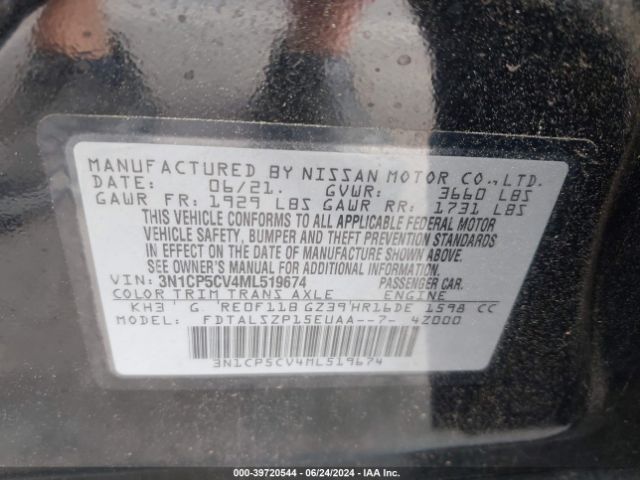 MANUFACTURED BY NISSAN MOTOR CO., LTD.
DATE: 06/21. GVWR: 3660 LBS
GAWR FR: 1929 LBS GAWR RR: 1731 LBS
THIS VEHICLE CONFORMS TO ALL APPLICABLE FEDERAL MOTOR
VEHICLE SAFETY, BUMPER AND THEFT PREVENTION STANDARDS
IN EFFECT ON THE DATE OF MANUFACTURE SHOWN ABOVE.
SEE OWNER'S MANUAL FOR MAXIMUM VEHICLE LOAD.
VIN: 3N1CP5CV4ML519674 PASSENGER CAR.
COLOR TRIM TRANS AXLE ENGINE
KH3 G RE0F11B GZ39 HR16DE 1598 CC
MODEL: FDTALSZP15EUAA--7- 4Z000
3N1CP5CV4ML519674
000-39720544 - 06/24/2024 - IAA Inc.